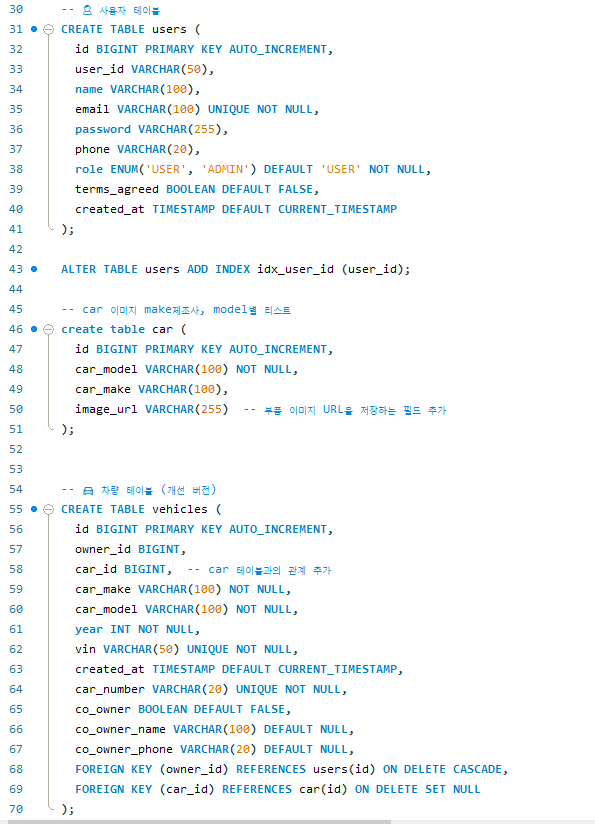 30 -- 👤 사용자 테이블
31 CREATE TABLE users (
32 id BIGINT PRIMARY KEY AUTO_INCREMENT,
33 user_id VARCHAR(50),
34 name VARCHAR(100),
35 email VARCHAR(100) UNIQUE NOT NULL,
36 password VARCHAR(255),
37 phone VARCHAR(20),
38 role ENUM('USER', 'ADMIN') DEFAULT 'USER' NOT NULL,
39 terms_agreed BOOLEAN DEFAULT FALSE,
40 created_at TIMESTAMP DEFAULT CURRENT_TIMESTAMP
41 );
42
43 ALTER TABLE users ADD INDEX idx_user_id (user_id);
44
45 -- car 이미지 make제조사, model별 리스트
46 create table car (
47 id BIGINT PRIMARY KEY AUTO_INCREMENT,
48 car_model VARCHAR(100) NOT NULL,
49 car_make VARCHAR(100),
50 image_url VARCHAR(255) -- 부품 이미지 URL을 저장하는 필드 추가
51 );
52
53
54 -- 🚗 차량 테이블 (개선 버전)
55 CREATE TABLE vehicles (
56 id BIGINT PRIMARY KEY AUTO_INCREMENT,
57 owner_id BIGINT,
58 car_id BIGINT, -- car 테이블과의 관계 추가
59 car_make VARCHAR(100) NOT NULL,
60 car_model VARCHAR(100) NOT NULL,
61 year INT NOT NULL,
62 vin VARCHAR(50) UNIQUE NOT NULL,
63 created_at TIMESTAMP DEFAULT CURRENT_TIMESTAMP,
64 car_number VARCHAR(20) UNIQUE NOT NULL,
65 co_owner BOOLEAN DEFAULT FALSE,
66 co_owner_name VARCHAR(100) DEFAULT NULL,
67 co_owner_phone VARCHAR(20) DEFAULT NULL,
68 FOREIGN KEY (owner_id) REFERENCES users(id) ON DELETE CASCADE,
69 FOREIGN KEY (car_id) REFERENCES car(id) ON DELETE SET NULL
70 );